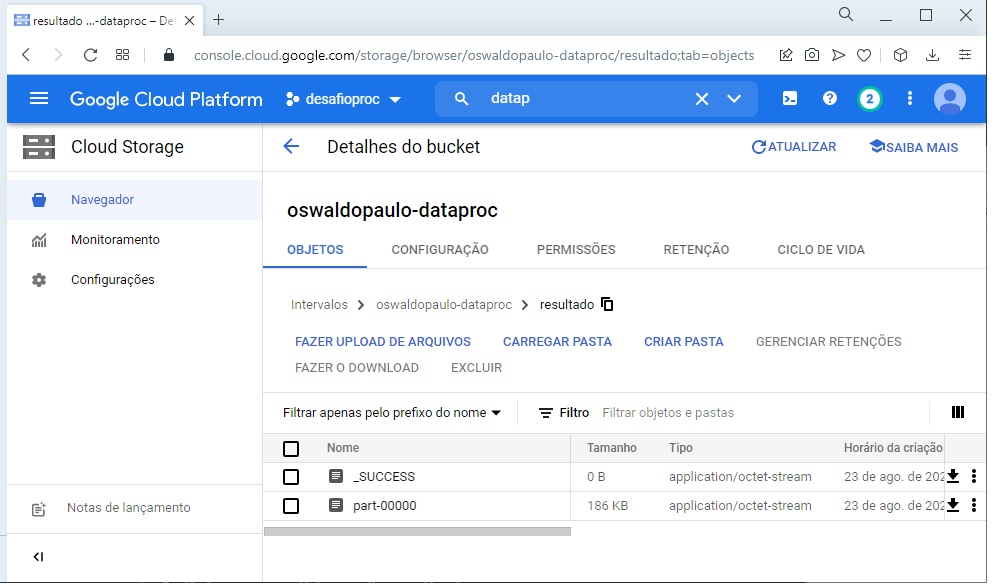 resultado ...-dataproc – Det
console.cloud.google.com/storage/browser/oswaldopaulo-dataproc/resultado;tab=objects
Google Cloud Platform
desafioproc
datap
2
Cloud Storage
Detalhes do bucket
ATUALIZAR
SAIBA MAIS
Navegador
Monitoramento
Configurações
Notas de lançamento
oswaldopaulo-dataproc
OBJETOS CONFIGURAÇÃO PERMISSÕES RETENÇÃO CICLO DE VIDA
Intervalos oswaldopaulo-dataproc resultado
FAZER UPLOAD DE ARQUIVOS CARREGAR PASTA CRIAR PASTA GERENCIAR RETENÇÕES
FAZER O DOWNLOAD EXCLUIR
Filtrar apenas pelo prefixo do nome Filtro Filtrar objetos e pastas
Nome Tamanho Tipo Horário da criação
_SUCCESS 0 B application/octet-stream 23 de ago. de 202
part-00000 186 KB application/octet-stream 23 de ago. de 202